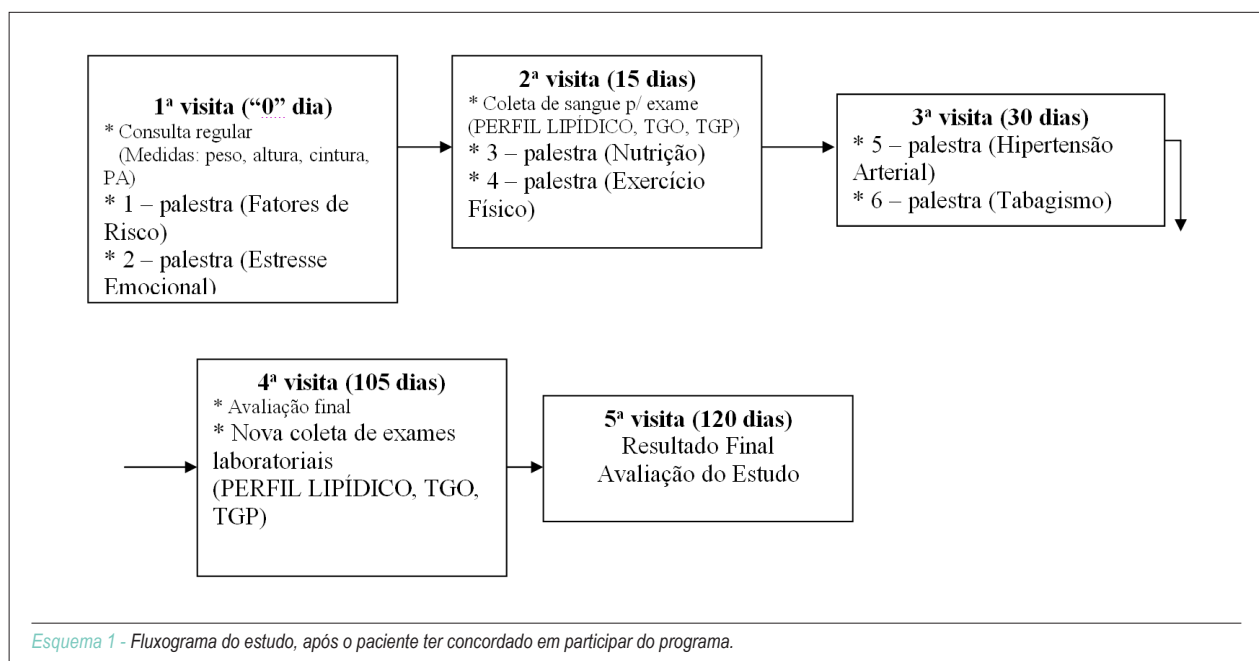 1ª visita (“0” dia)
* Consulta regular
(Medidas: peso, altura, cintura,
PA)
* 1 – palestra (Fatores de
Risco)
* 2 – palestra (Estresse
Emocional)
2ª visita (15 dias)
* Coleta de sangue p/ exame
(PERFIL LIPÍDICO, TGO, TGP)
* 3 – palestra (Nutrição)
* 4 – palestra (Exercício
Físico)
3ª visita (30 dias)
* 5 – palestra (Hipertensão
Arterial)
* 6 – palestra (Tabagismo)
4ª visita (105 dias)
* Avaliação final
* Nova coleta de exames
laboratoriais
(PERFIL LIPÍDICO, TGO,
TGP)
5ª visita (120 dias)
Resultado Final
Avaliação do Estudo
Esquema 1 - Fluxograma do estudo, após o paciente ter concordado em participar do programa.